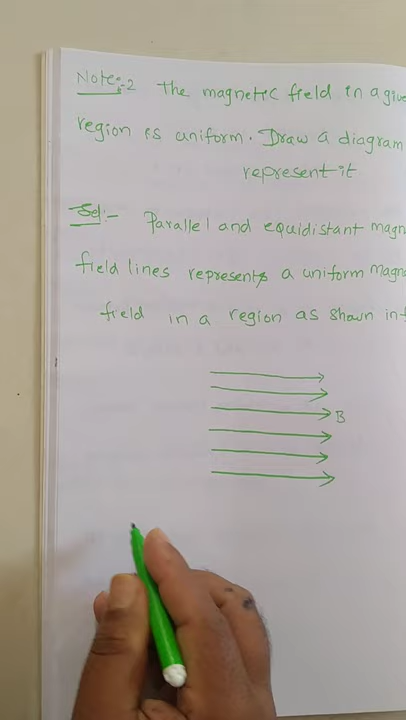 Note:-2 The magnetic field in a give
region is uniform. Draw a diagram
represent it
Sol:- Parallel and equidistant magn
field lines represents a uniform magne
field in a region as shown in f
B